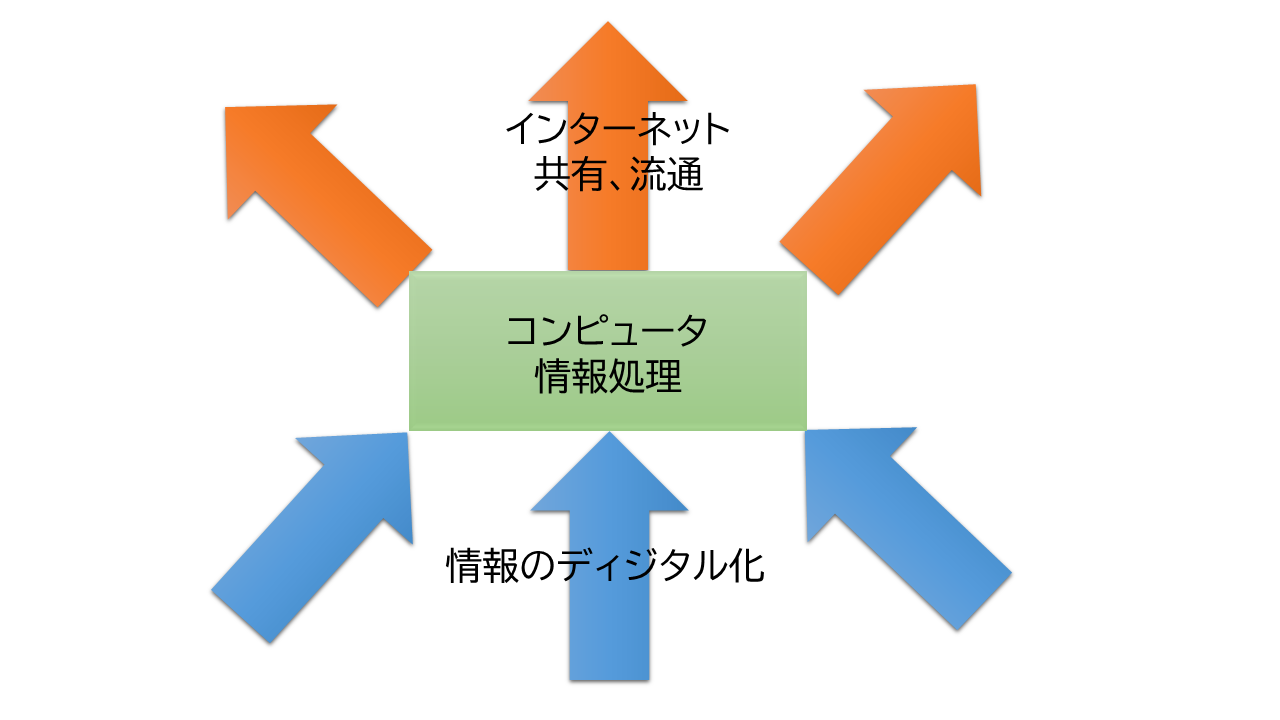 インターネット
共有、流通
コンピュータ
情報処理
情報のディジタル化